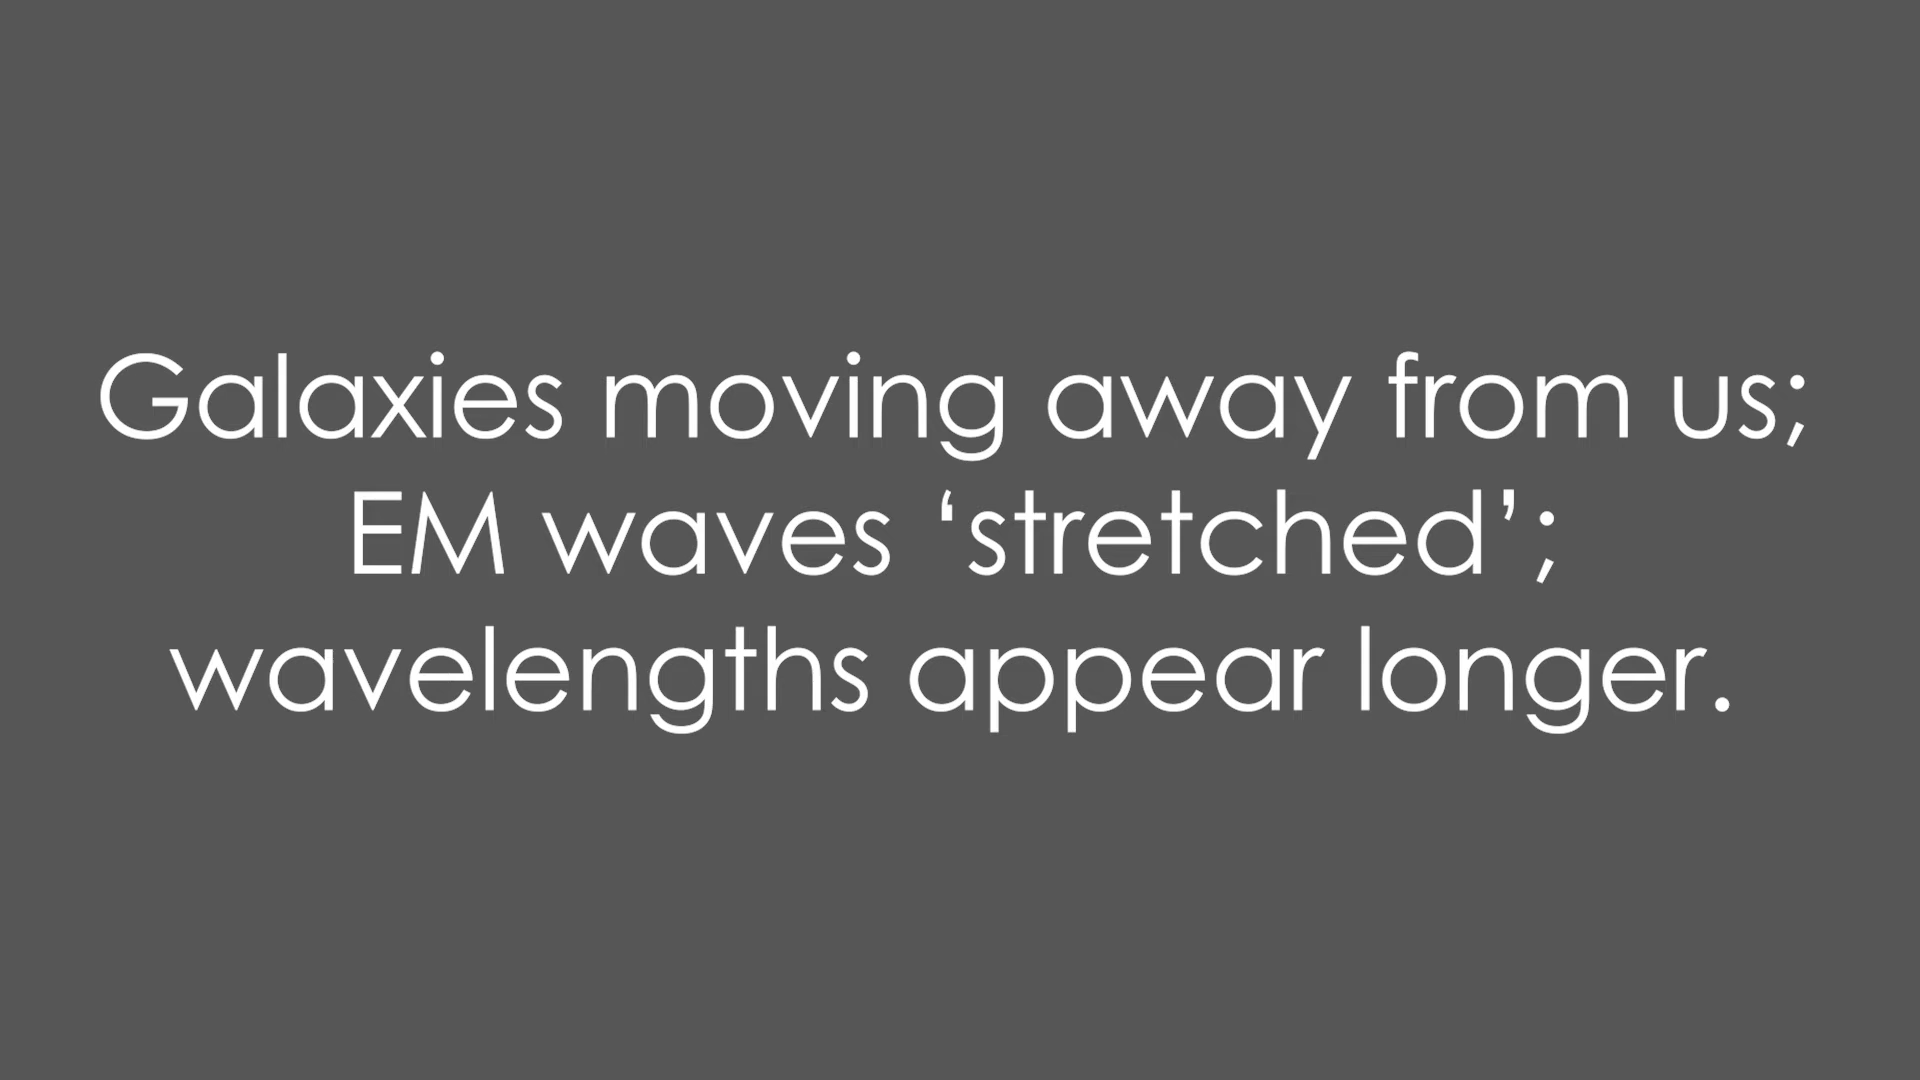 Galaxies moving away from us;
EM waves ‘stretched’;
wavelengths appear longer.